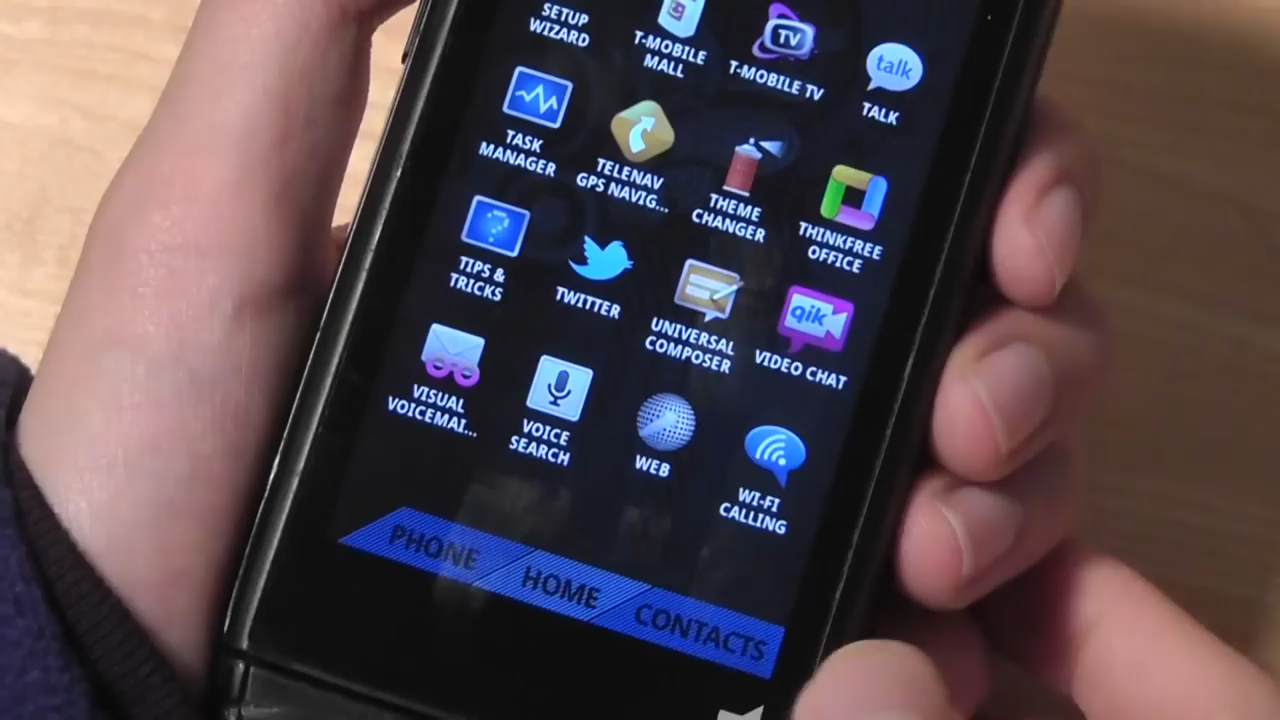 SETUP
WIZARD
T-MOBILE
MALL
TV
T-MOBILE TV
talk
TALK
TASK
MANAGER
TELENAV
GPS NAVIG...
THEME
CHANGER
THINKFREE
OFFICE
TIPS &
TRICKS
TWITTER
UNIVERSAL
COMPOSER
qik
VIDEO CHAT
VISUAL
VOICEMAI...
VOICE
SEARCH
WEB
WI-FI
CALLING
PHONE
HOME
CONTACTS